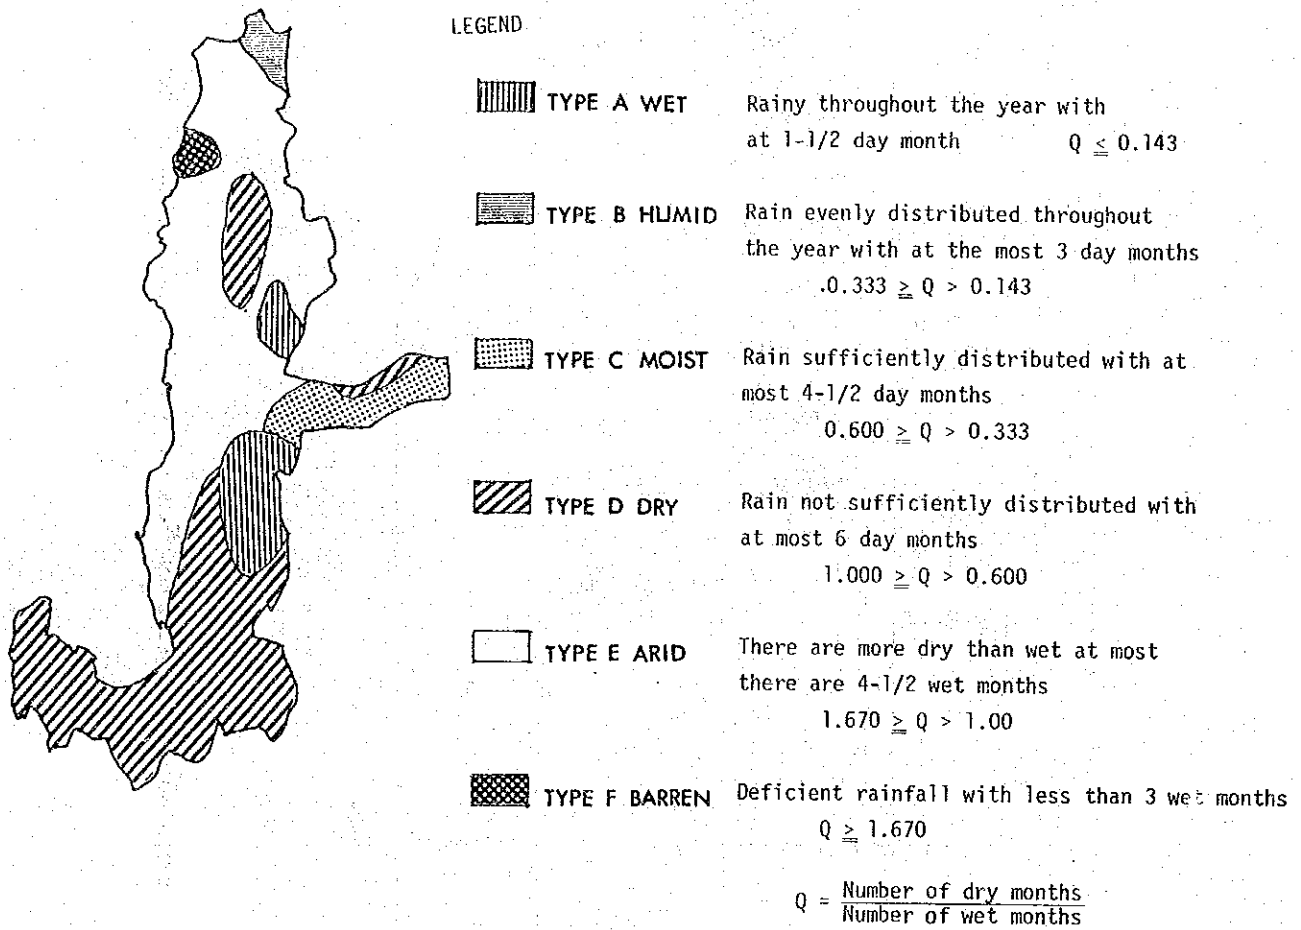 LEGEND
TYPE A WET Rainy throughout the year with
at 1-1/2 day month Q ≦ 0.143
TYPE B HUMID Rain evenly distributed throughout
the year with at the most 3 day months
.0.333 ≧ Q > 0.143
TYPE C MOIST Rain sufficiently distributed with at
most 4-1/2 day months
0.600 ≧ Q > 0.333
TYPE D DRY Rain not sufficiently distributed with
at most 6 day months
1.000 ≧ Q > 0.600
TYPE E ARID There are more dry than wet at most
there are 4-1/2 wet months
1.670 ≧ Q > 1.00
TYPE F BARREN Deficient rainfall with less than 3 wet months
Q ≧ 1.670
Q = Number of dry months
Number of wet months